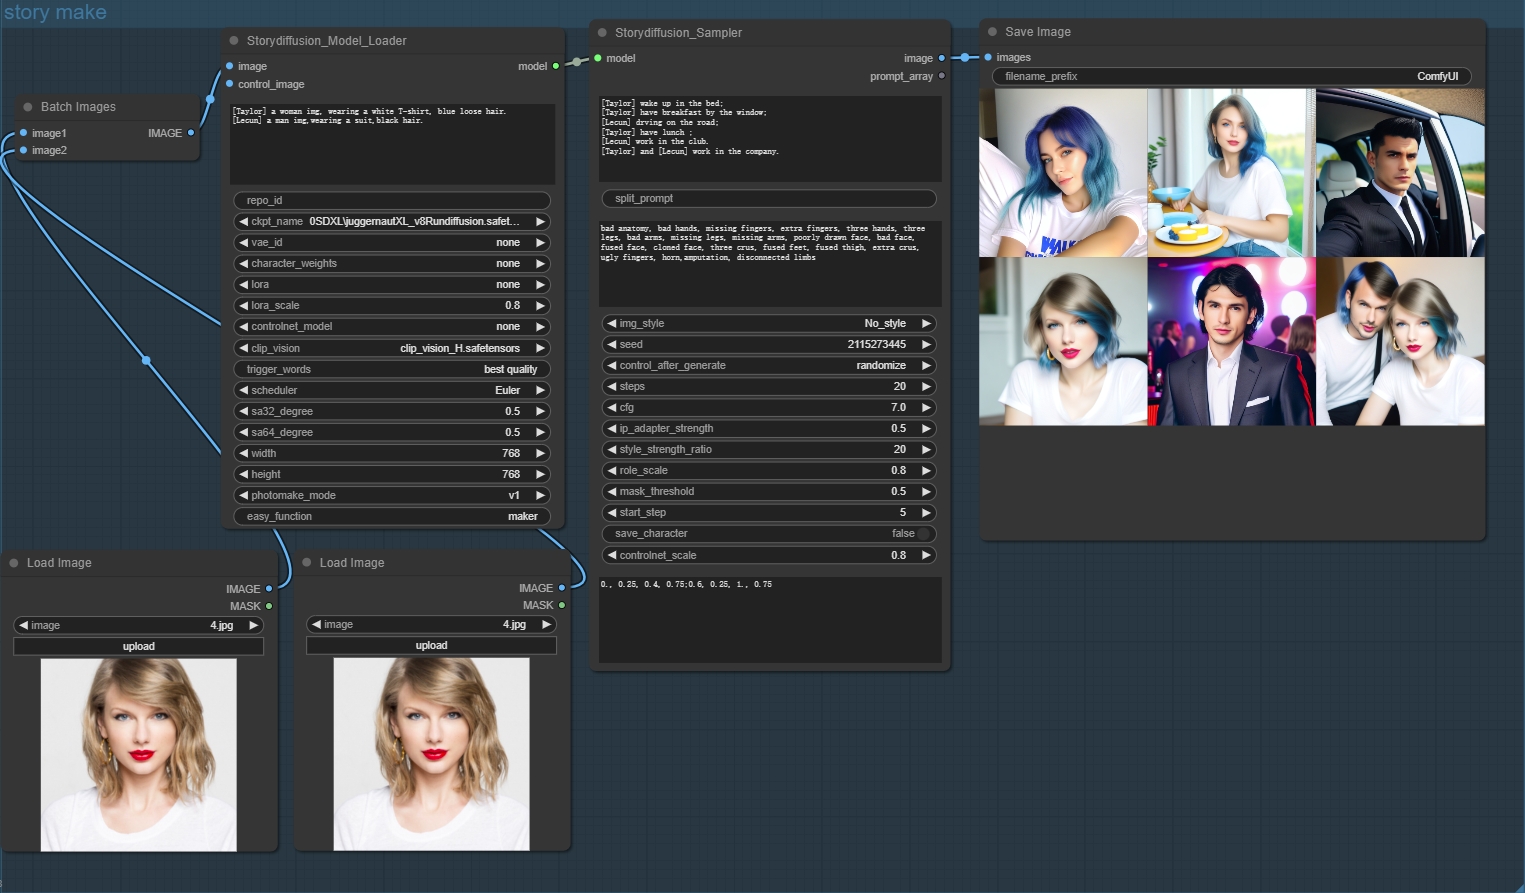 story make
Batch Images
image1
IMAGE
image2
Storydiffusion_Model_Loader
image
model
control_image
[Taylor] a woman img, wearing a white T-shirt, blue loose hair.
[Lecun] a man img,wearing a suit,black hair.
repo_id
ckpt_name 0SDXL\juggernautXL_v8Rundiffusion.safet...
vae_id none
character_weights none
lora none
lora_scale 0.8
controlnet_model none
clip_vision clip_vision_H.safetensors
trigger_words best quality
scheduler Euler
sa32_degree 0.5
sa64_degree 0.5
width 768
height 768
photomake_mode v1
easy_function maker
Load Image
IMAGE
MASK
image 4.jpg
upload
Load Image
IMAGE
MASK
image 4.jpg
upload
Storydiffusion_Sampler
model
image
prompt_array
[Taylor] wake up in the bed;
[Taylor] have breakfast by the window;
[Lecun] drving on the road;
[Taylor] have lunch ;
[Lecun] work in the club.
[Taylor] and [Lecun] work in the company.
split_prompt
bad anatomy, bad hands, missing fingers, extra fingers, three hands, three
legs, bad arms, missing legs, missing arms, poorly drawn face, bad face,
fused face, cloned face, three crus, fused feet, fused thigh, extra crus,
ugly fingers, horn,amputation, disconnected limbs
img_style No_style
seed 2115273445
control_after_generate randomize
steps 20
cfg 7.0
ip_adapter_strength 0.5
style_strength_ratio 20
role_scale 0.8
mask_threshold 0.5
start_step 5
save_character false
controlnet_scale 0.8
0., 0.25, 0.4, 0.75;0.6, 0.25, 1., 0.75
Save Image
images
filename_prefix ComfyUI